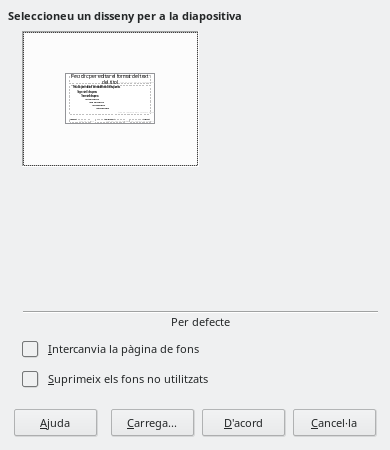 Seleccioneu un disseny per a la diapositiva
Feu clic per editar el format del text
del títol
Per defecte
Intercanvia la pàgina de fons
Suprimeix els fons no utilitzats
Ajuda
Carrega...
D'acord
Cancel·la